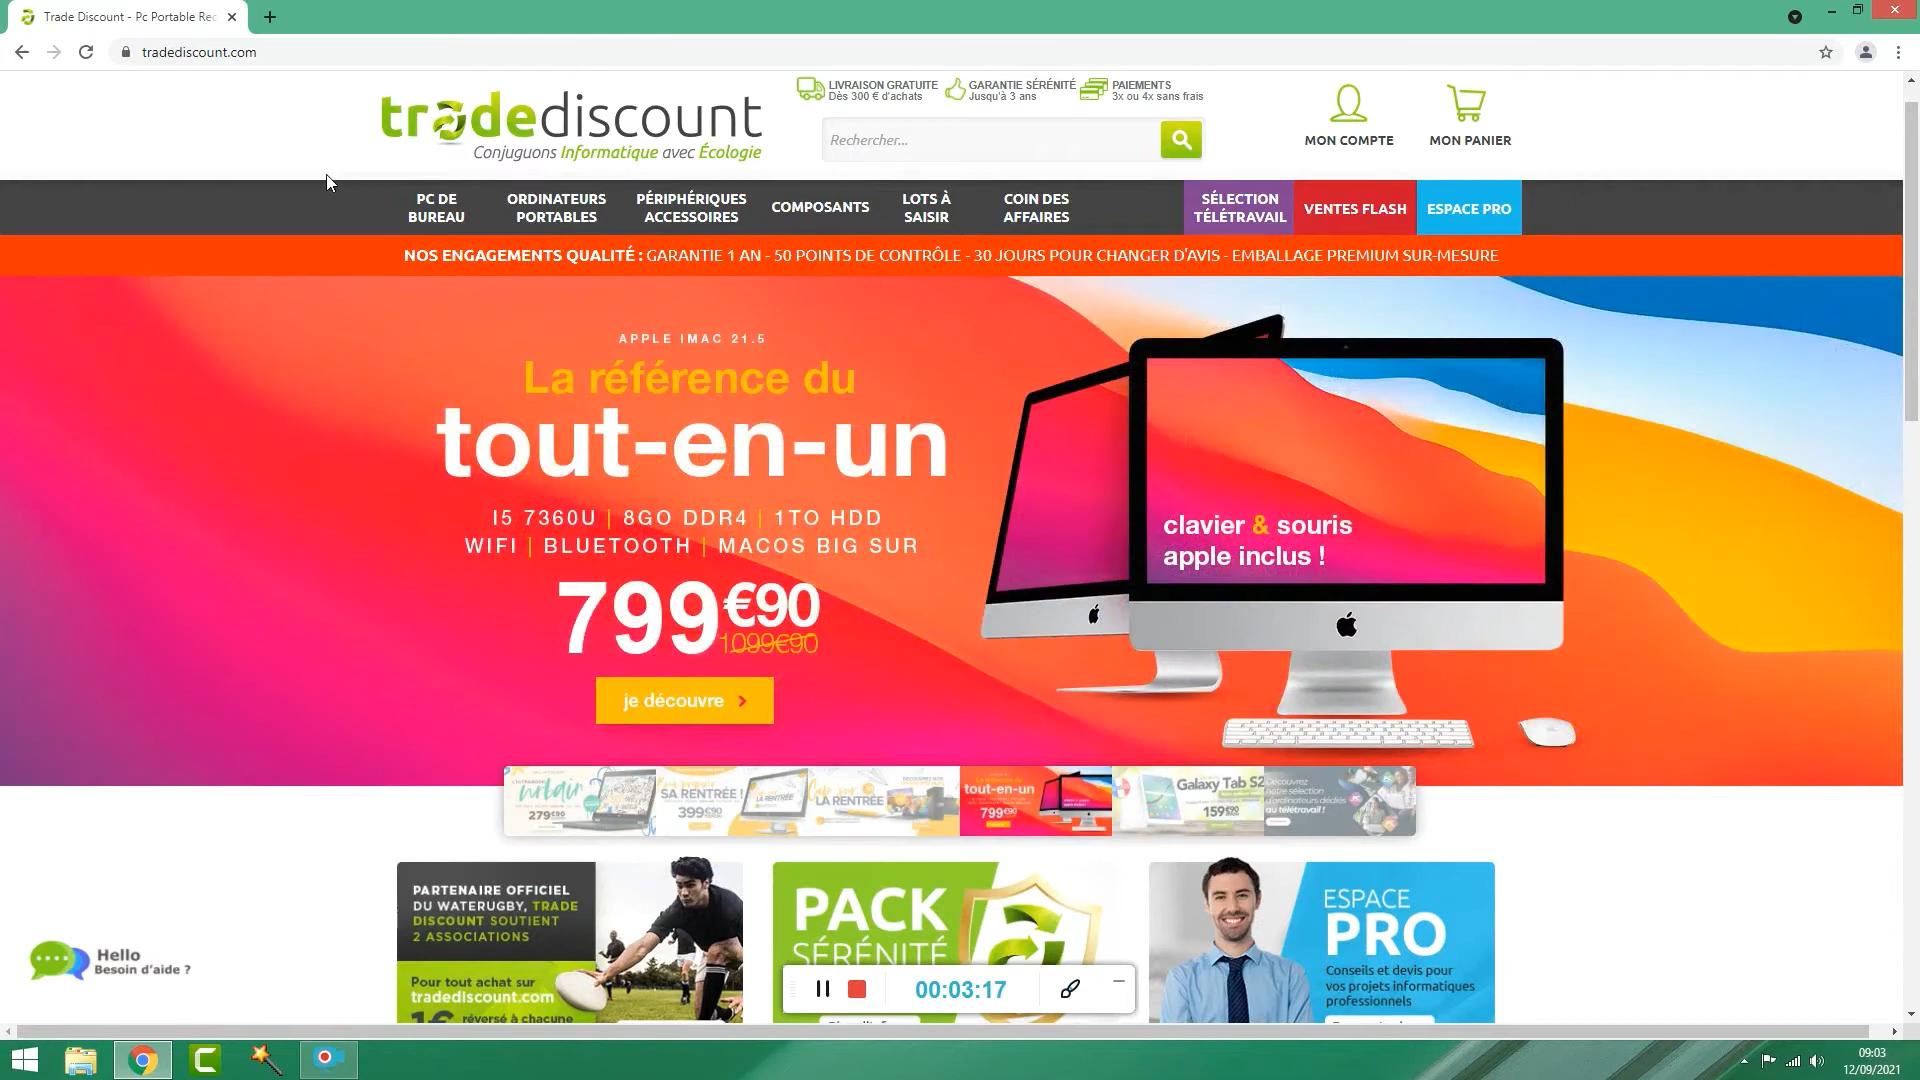 Trade Discount - Pc Portable Rec
tradediscount.com
tradediscount
Conjuguons Informatique avec Écologie
LIVRAISON GRATUITE
Dès 300 € d'achats
GARANTIE SÉRÉNITÉ
Jusqu'à 3 ans
PAIEMENTS
3x ou 4x sans frais
Rechercher...
MON COMPTE
MON PANIER
PC DE
BUREAU
ORDINATEURS
PORTABLES
PÉRIPHÉRIQUES
ACCESSOIRES
COMPOSANTS
LOTS À
SAISIR
COIN DES
AFFAIRES
SÉLECTION
TÉLÉTRAVAIL
VENTES FLASH
ESPACE PRO
NOS ENGAGEMENTS QUALITÉ : GARANTIE 1 AN - 50 POINTS DE CONTRÔLE - 30 JOURS POUR CHANGER D'AVIS - EMBALLAGE PREMIUM SUR-MESURE
APPLE IMAC 21.5
La référence du
tout-en-un
I5 7360U | 8GO DDR4 | 1TO HDD
WIFI | BLUETOOTH | MACOS BIG SUR
799€90
1099€90
je découvre
clavier & souris
apple inclus !
urbain
279€90
SA RENTRÉE !
399€90
LA RENTRÉE
LA RENTRÉE
tout-en-un
799€90
Galaxy Tab S2
159€90
Découvrez
notre sélection
d'ordinateurs dédiés
au télétravail !
PARTENAIRE OFFICIEL
DU WATERUGBY, TRADE
DISCOUNT SOUTIENT
2 ASSOCIATIONS
Pour tout achat sur
tradediscount.com
1€ réversé à chacune
PACK
SÉRÉNITÉ
ESPACE
PRO
Conseils et devis pour
vos projets informatiques
professionnels
Hello
Besoin d'aide ?
00:03:17
09:03
12/09/2021